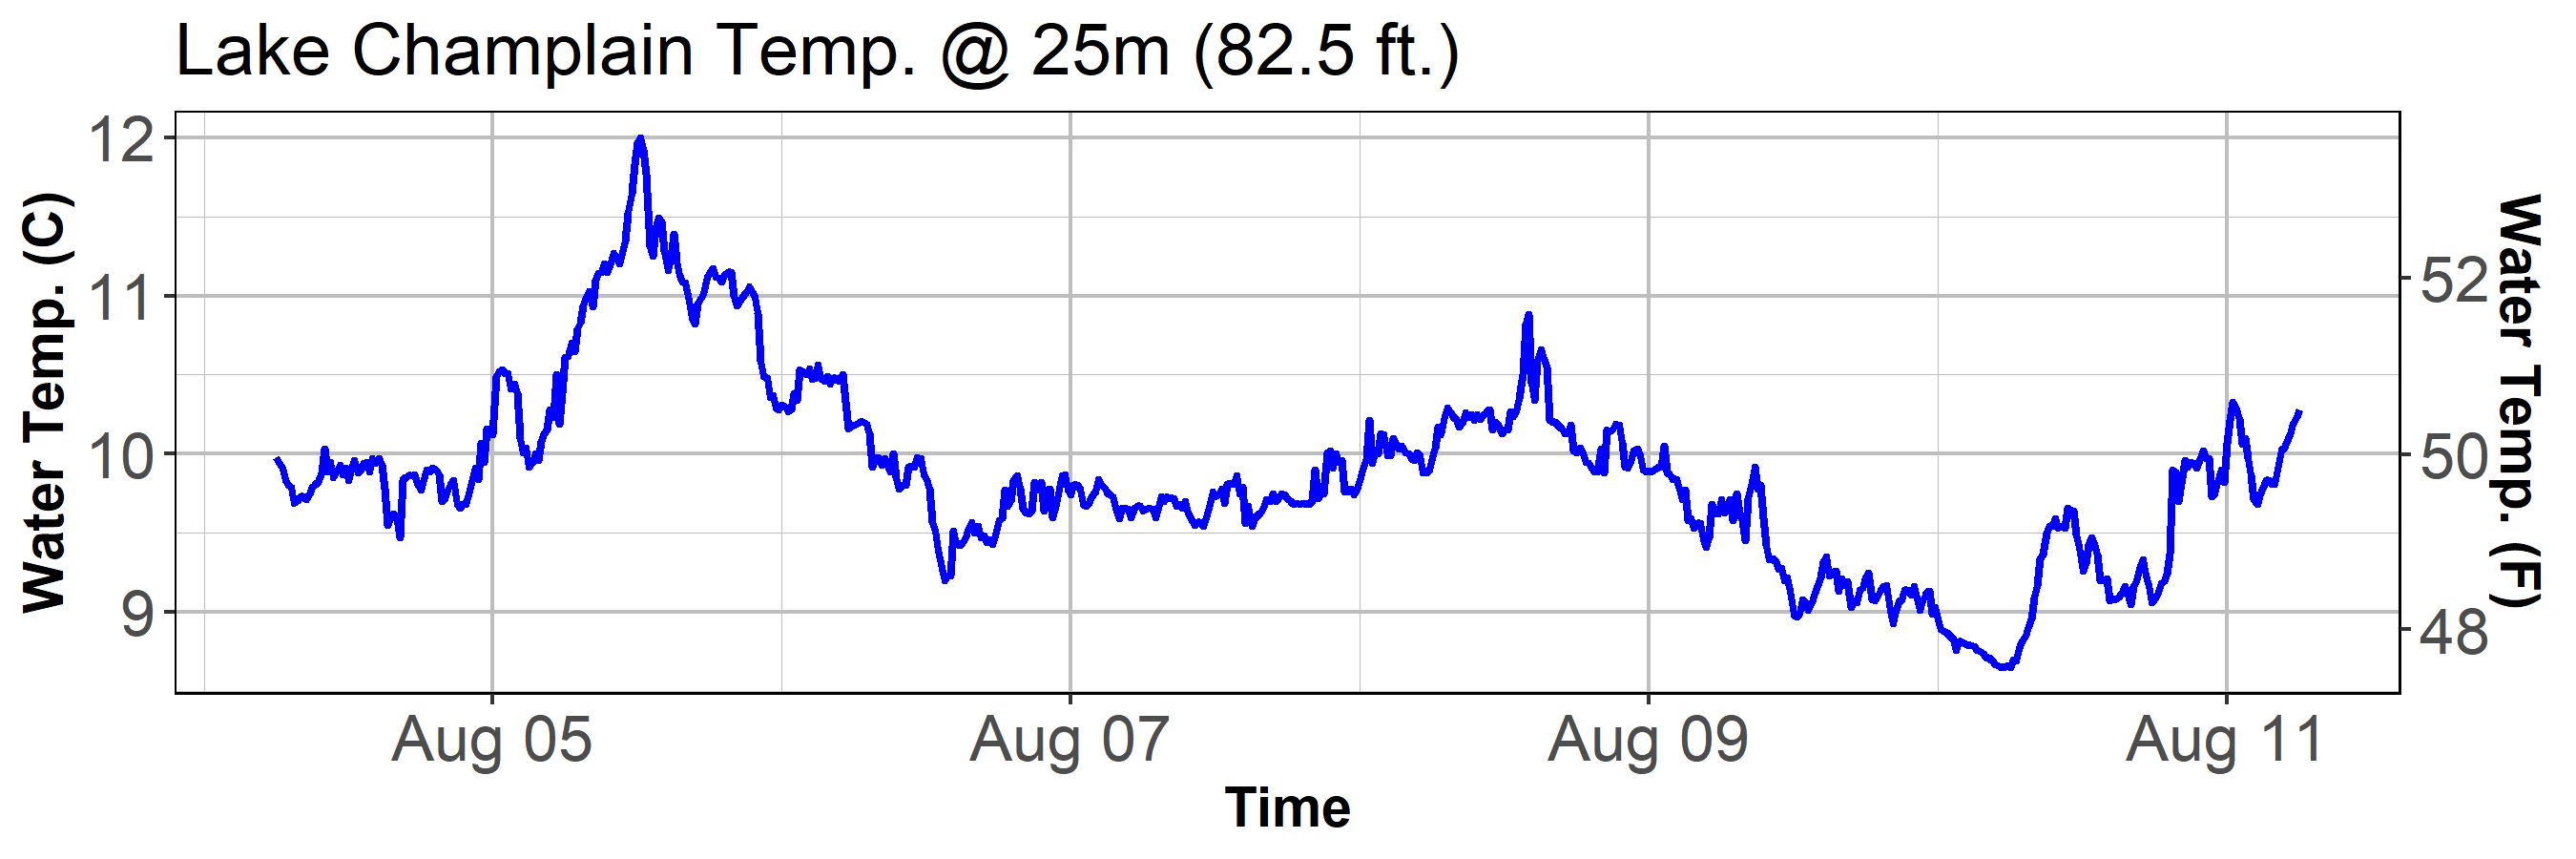 Lake Champlain Temp. @ 25m (82.5 ft.)
Water Temp. (C)
12
11
10
9
52
50
48
Water Temp. (F)
Aug 05 Aug 07 Aug 09 Aug 11
Time